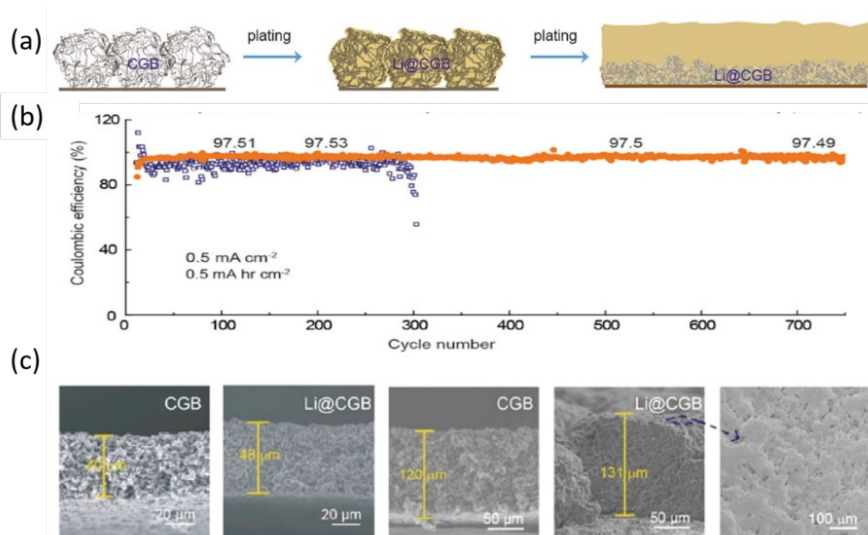 (a)
CGB
plating
Li@CGB
plating
Li@CGB
(b)
120
80
40
0
Coulombic efficiency (%)
97.51
97.53
97.5
97.49
0.5 mA cm⁻²
0.5 mA hr cm⁻²
0 100 200 300 400 500 600 700
Cycle number
(c)
CGB
40 μm
20 μm
Li@CGB
48 μm
20 μm
CGB
120 μm
50 μm
Li@CGB
131 μm
50 μm
100 μm